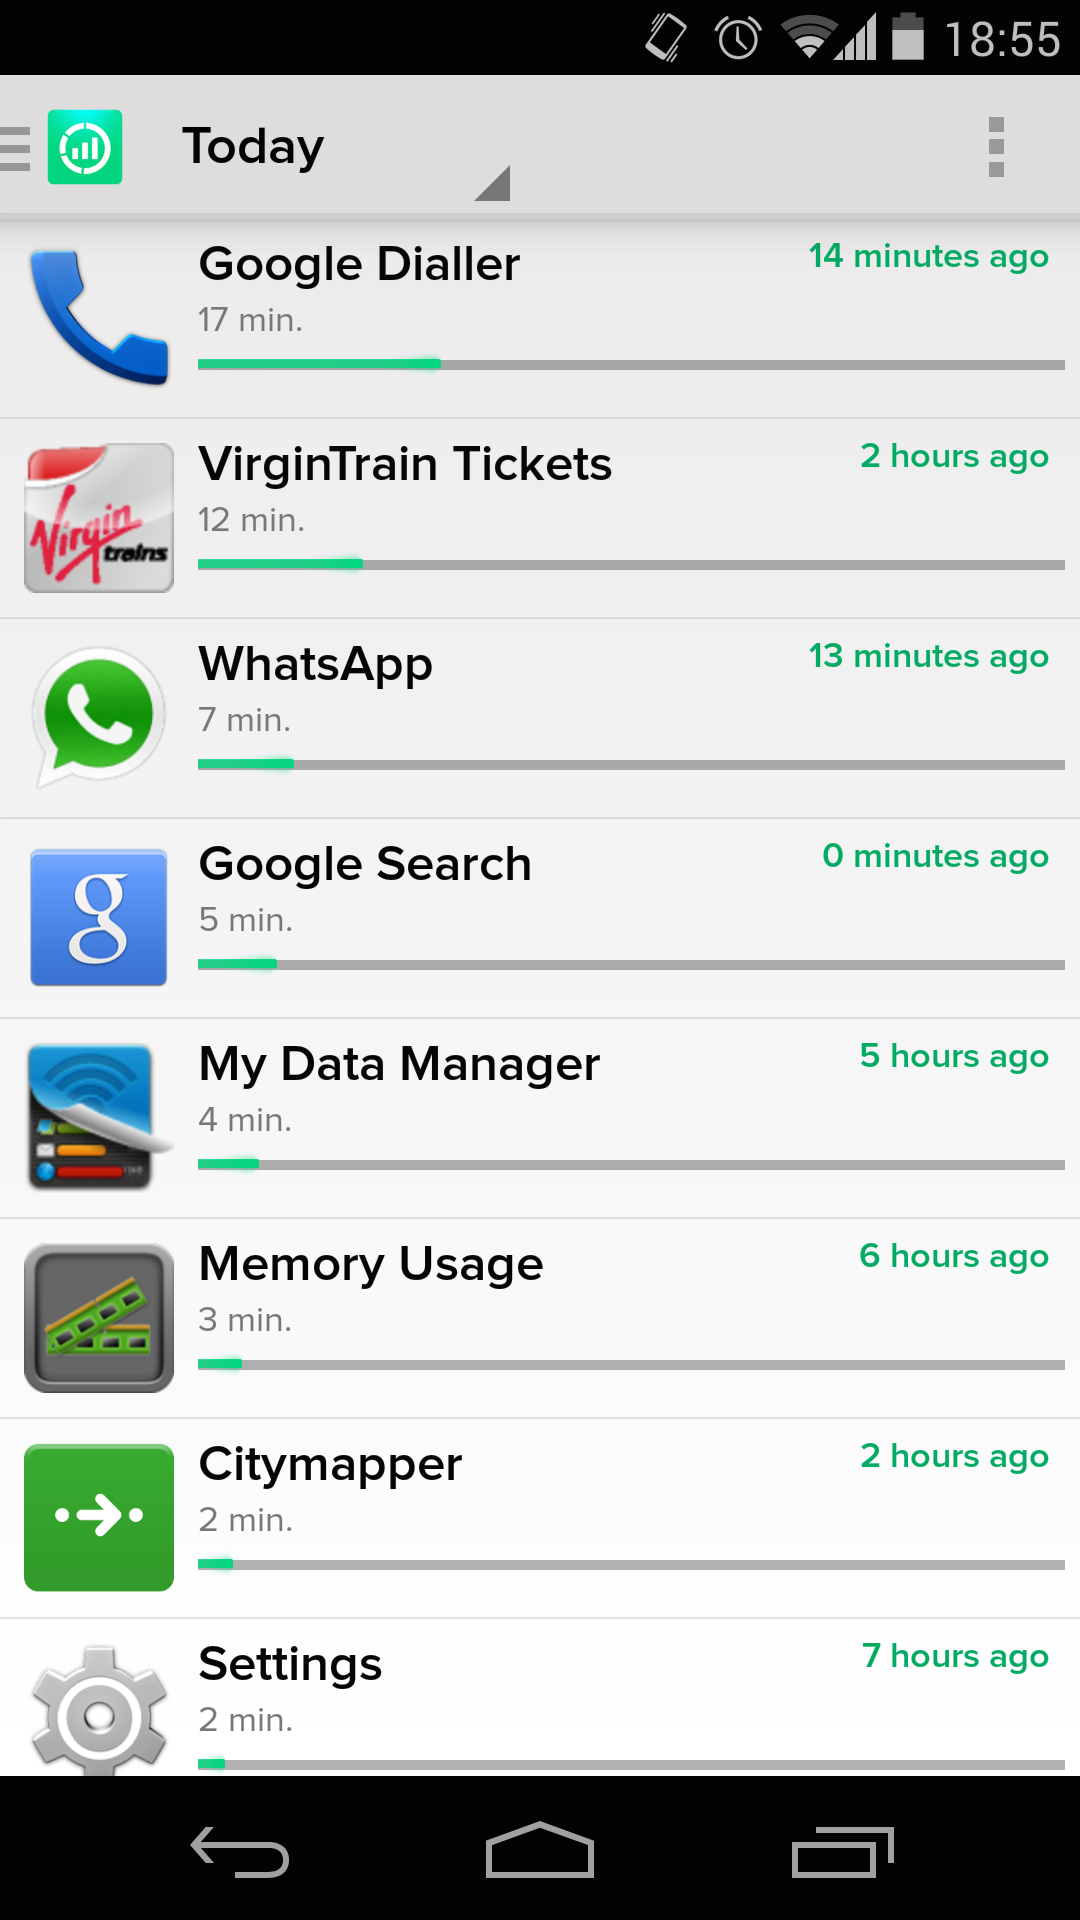 18:55
Today
Google Dialler
14 minutes ago
17 min.
VirginTrain Tickets
2 hours ago
12 min.
Virgin
trains
WhatsApp
13 minutes ago
7 min.
Google Search
0 minutes ago
5 min.
g
My Data Manager
5 hours ago
4 min.
Memory Usage
6 hours ago
3 min.
Citymapper
2 hours ago
2 min.
Settings
7 hours ago
2 min.